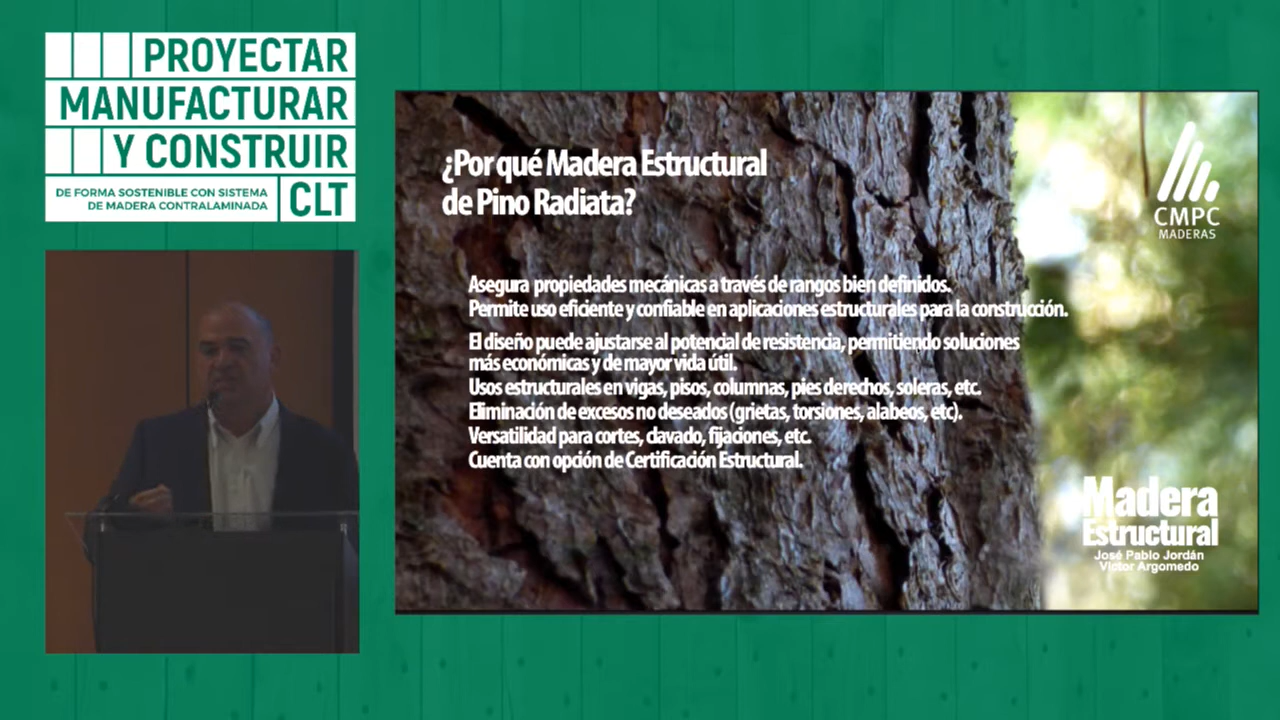 PROYECTAR
MANUFACTURAR
Y CONSTRUIR
DE FORMA SOSTENIBLE CON SISTEMA
DE MADERA CONTRALAMINADA
CLT
¿Por qué Madera Estructural
de Pino Radiata?
CMPC
MADERAS
Asegura propiedades mecánicas a través de rangos bien definidos.
Permite uso eficiente y confiable en aplicaciones estructurales para la construcción.
El diseño puede ajustarse al potencial de resistencia, permitiendo soluciones
más económicas y de mayor vida útil.
Usos estructurales en vigas, pisos, columnas, pies derechos, soleras, etc.
Eliminación de excesos no deseados (grietas, torsiones, alabeos, etc).
Versatilidad para cortes, clavado, fijaciones, etc.
Cuenta con opción de Certificación Estructural.
Madera
Estructural
José Pablo Jordán
Victor Argomedo